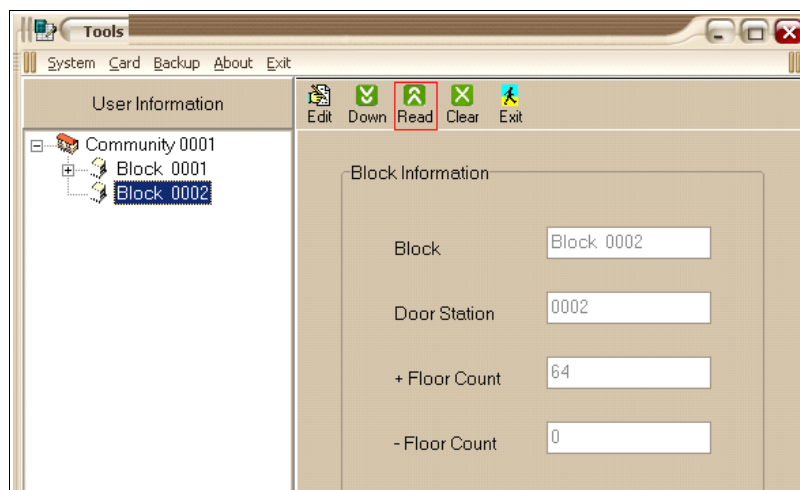 Tools
System Card Backup About Exit
User Information
Edit Down Read Clear Exit
Community 0001
Block 0001
Block 0002
Block Information
Block
Block 0002
Door Station
0002
+ Floor Count
64
- Floor Count
0